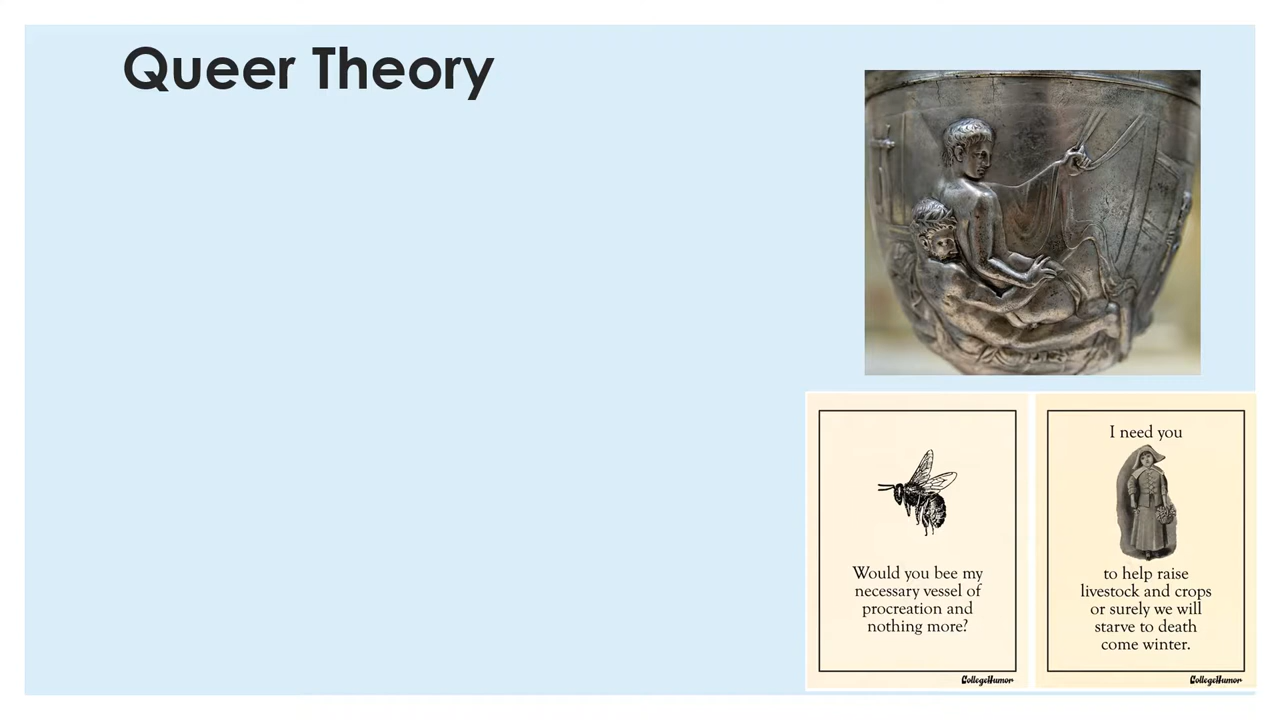 Queer Theory
Would you bee my
necessary vessel of
procreation and
nothing more?
CollegeHumor
I need you
to help raise
livestock and crops
or surely we will
starve to death
come winter.
CollegeHumor